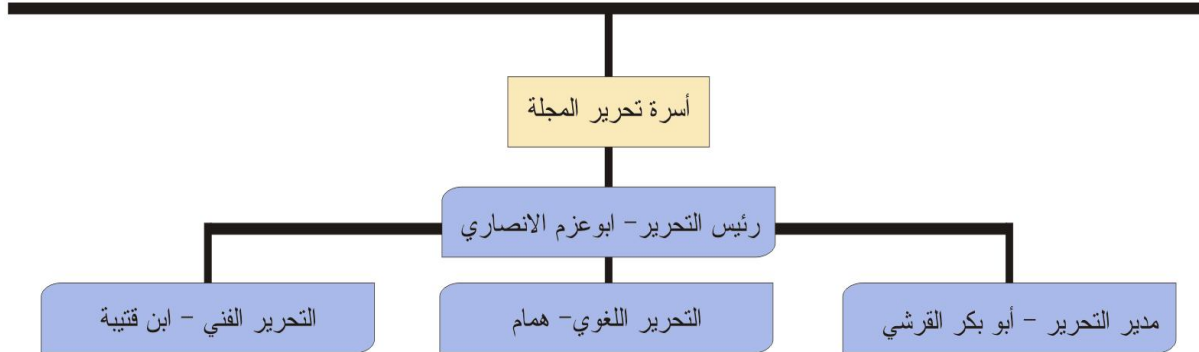 أسرة تحرير المجلة
رئيس التحرير- ابوعزم الانصاري
مدير التحرير - أبو بكر القرشي
التحرير اللغوي- همام
التحرير الفني - ابن قتيبة